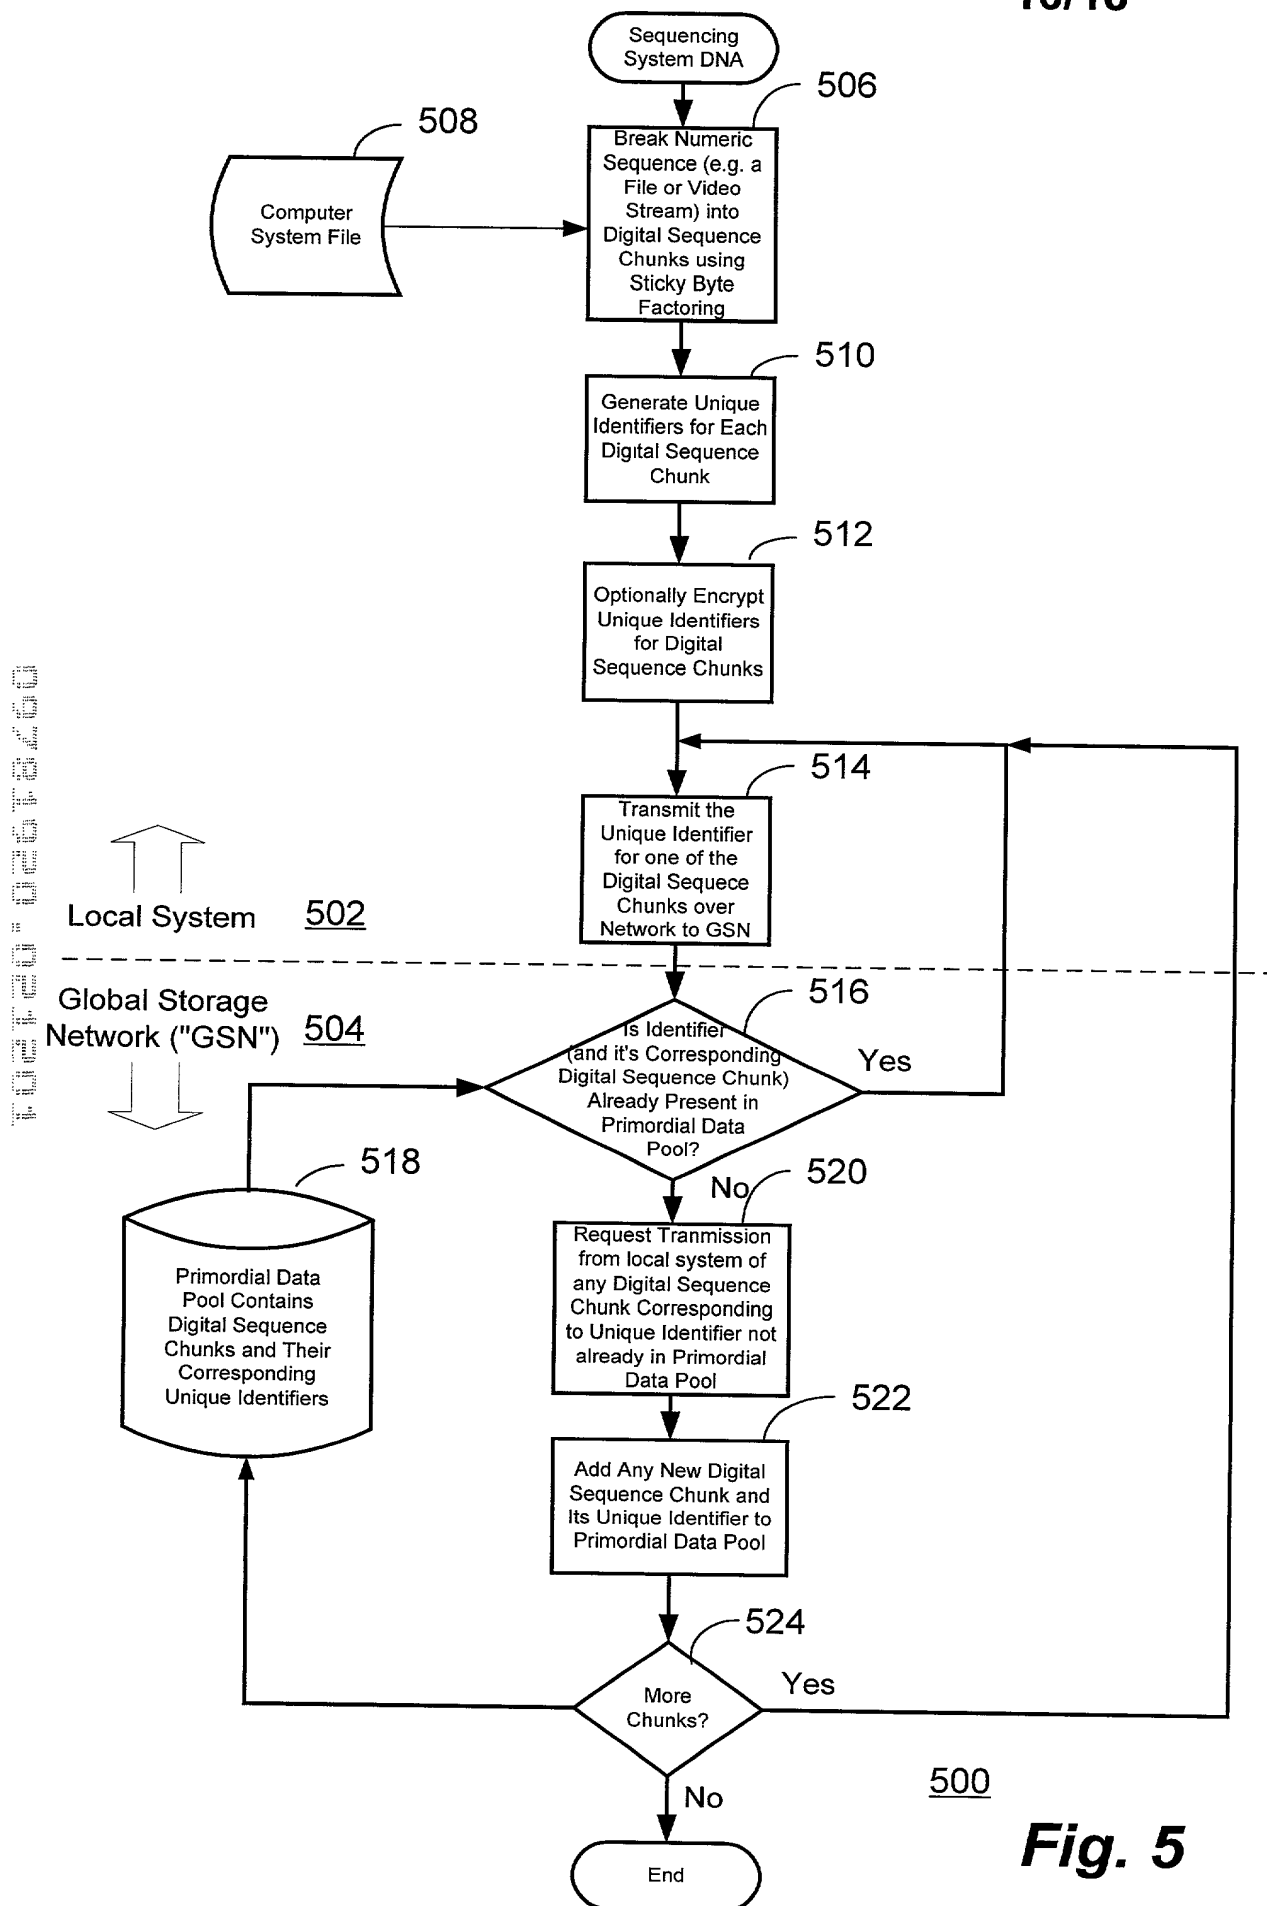 Sequencing
System DNA
506
508
Break Numeric
Sequence (e.g. a
File or Video
Stream) into
Digital Sequence
Chunks using
Sticky Byte
Factoring
Computer
System File
510
Generate Unique
Identifiers for Each
Digital Sequence
Chunk
512
Optionally Encrypt
Unique Identifiers
for Digital
Sequence Chunks
514
Transmit the
Unique Identifier
for one of the
Digital Sequece
Chunks over
Network to GSN
Local System 502
Global Storage
Network ("GSN") 504
516
Is Identifier
(and it's Corresponding
Digital Sequence Chunk)
Already Present in
Primordial Data
Pool?
Yes
No
518
520
Primordial Data
Pool Contains
Digital Sequence
Chunks and Their
Corresponding
Unique Identifiers
Request Tranmission
from local system of
any Digital Sequence
Chunk Corresponding
to Unique Identifier not
already in Primordial
Data Pool
522
Add Any New Digital
Sequence Chunk and
Its Unique Identifier to
Primordial Data Pool
524
More
Chunks?
Yes
No
500
End
Fig. 5